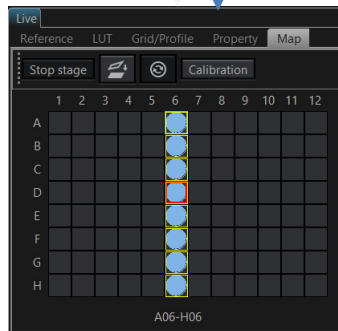 Live
Reference LUT Grid/Profile Property Map
Stop stage Calibration
1 2 3 4 5 6 7 8 9 10 11 12
A
B
C
D
E
F
G
H
A06-H06